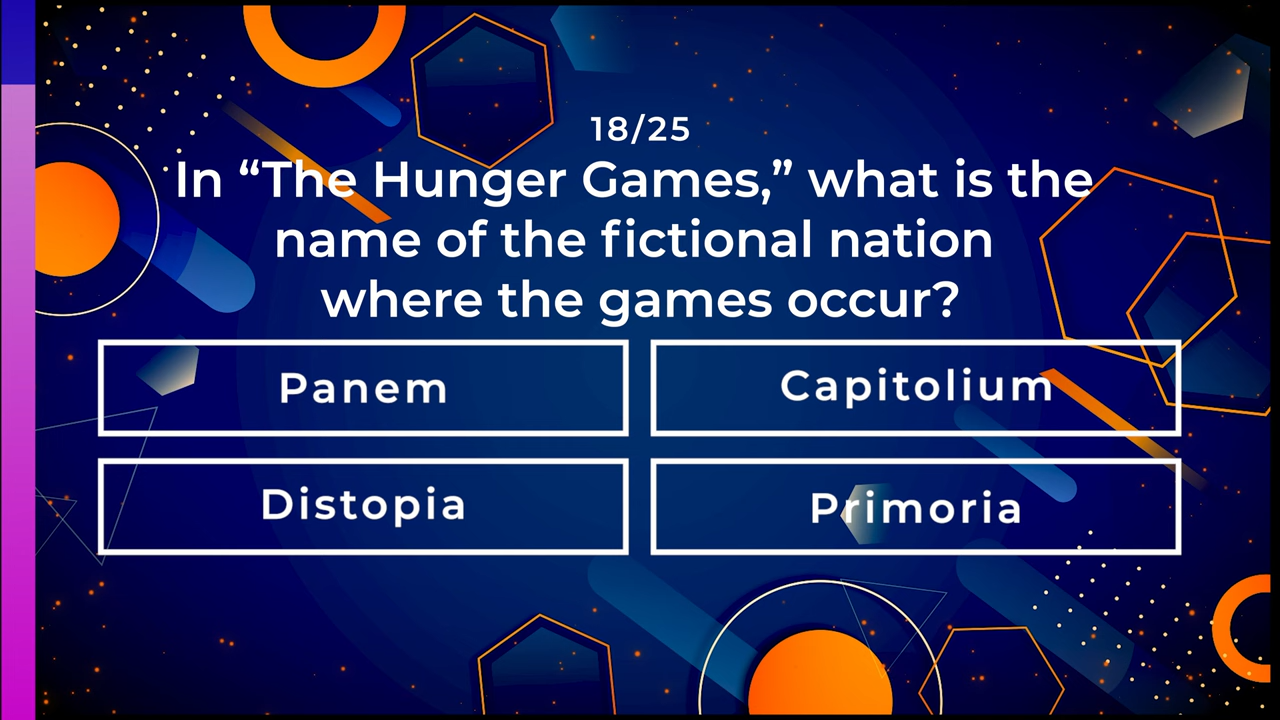 18/25
In “The Hunger Games,” what is the
name of the fictional nation
where the games occur?
Panem
Capitolium
Distopia
Primoria